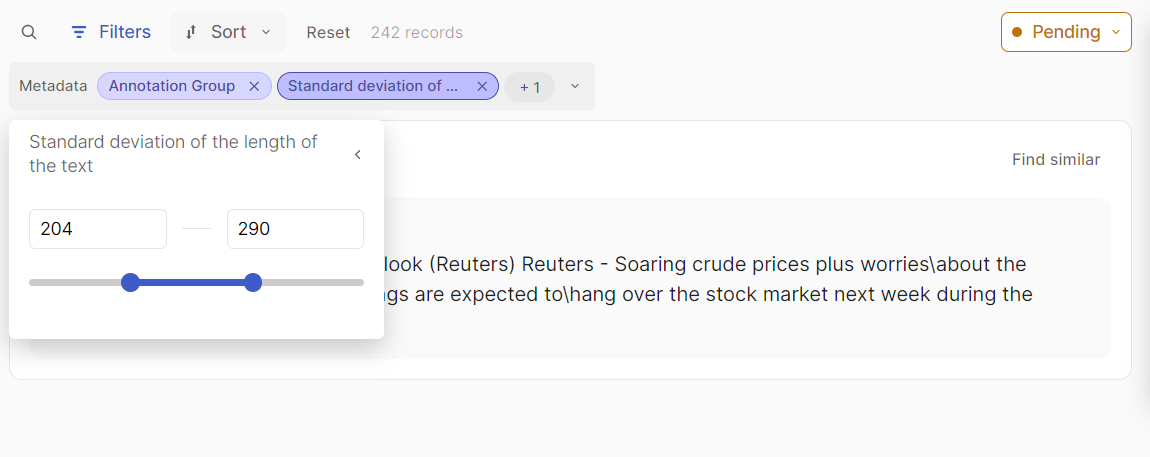 Filters Sort Reset 242 records Pending
Metadata Annotation Group Standard deviation of ... + 1
Standard deviation of the length of
the text
Find similar
204 290
look (Reuters) Reuters - Soaring crude prices plus worries\about the
gs are expected to\hang over the stock market next week during the